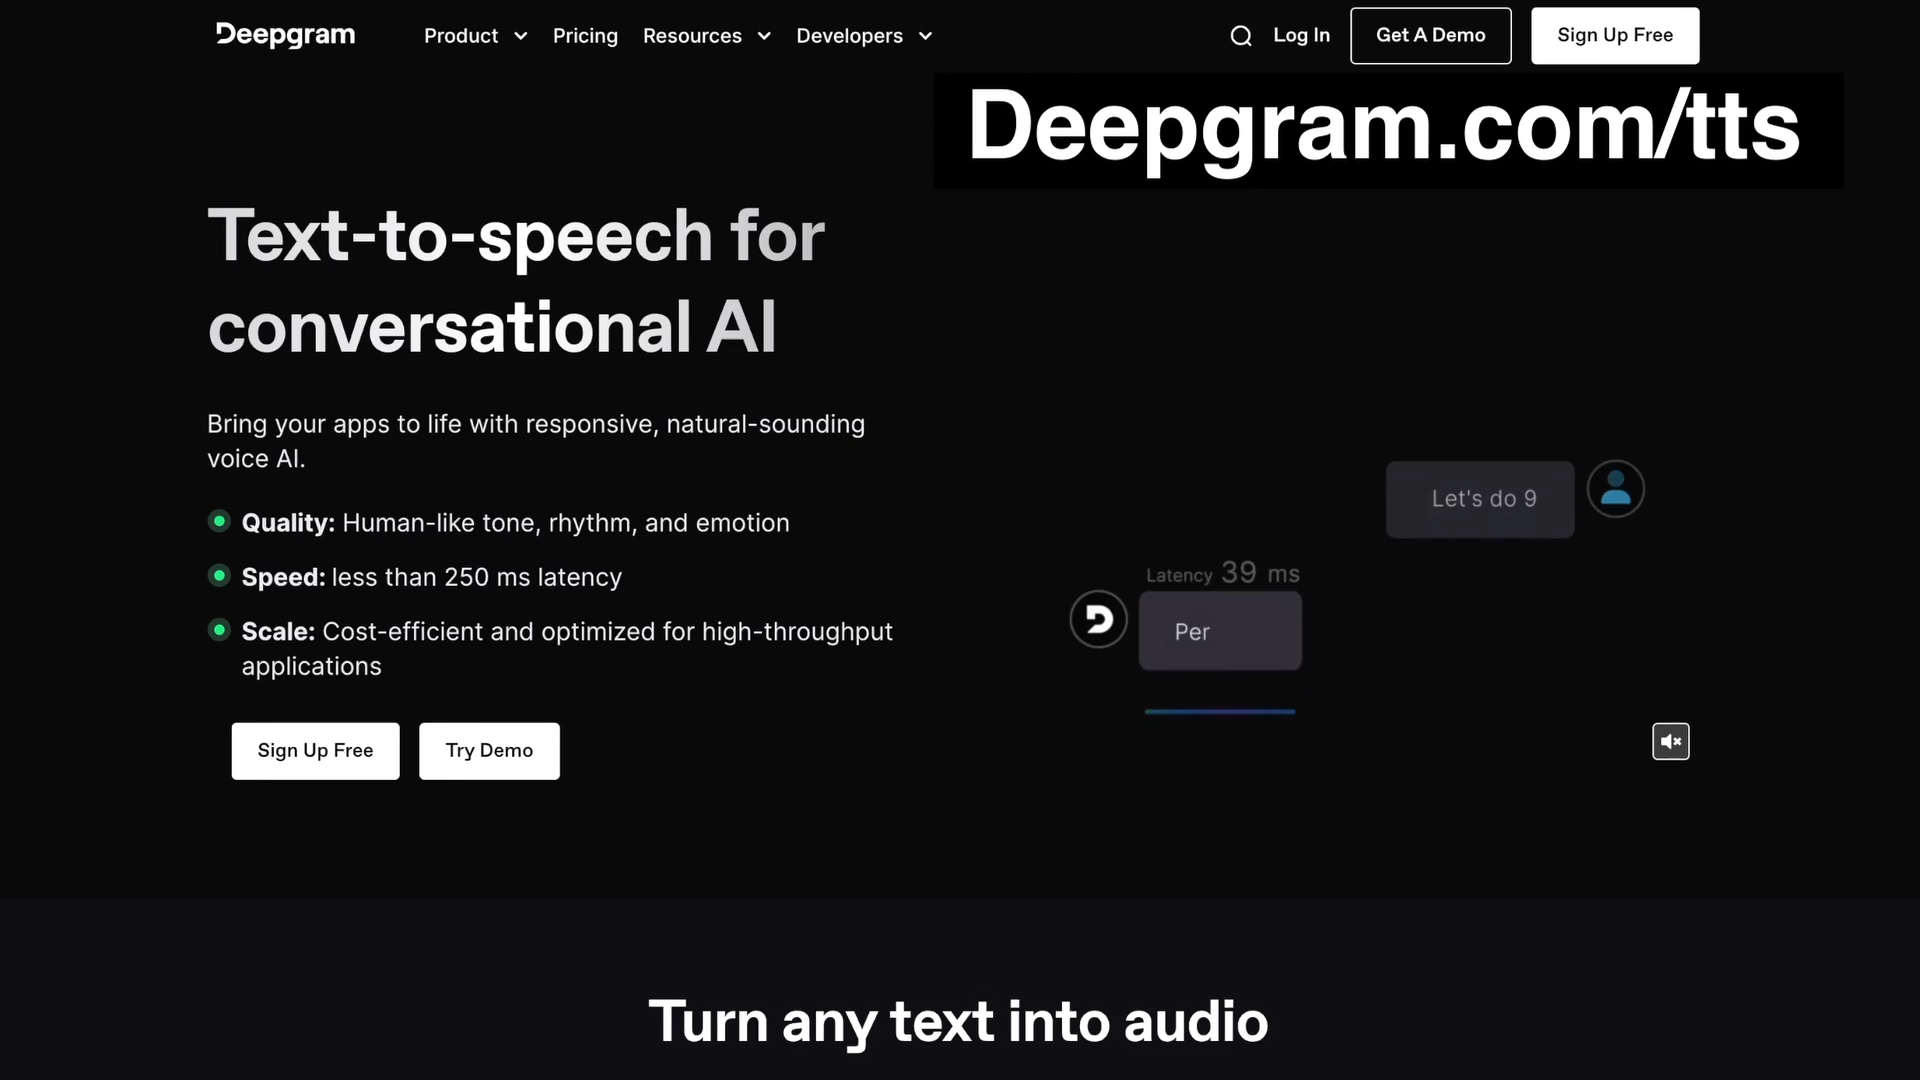 Deepgram
Product
Pricing
Resources
Developers
Log In
Get A Demo
Sign Up Free
Deepgram.com/tts
Text-to-speech for
conversational AI
Bring your apps to life with responsive, natural-sounding
voice AI.
Quality: Human-like tone, rhythm, and emotion
Speed: less than 250 ms latency
Scale: Cost-efficient and optimized for high-throughput
applications
Sign Up Free
Try Demo
Let's do 9
Latency 39 ms
Per
Turn any text into audio